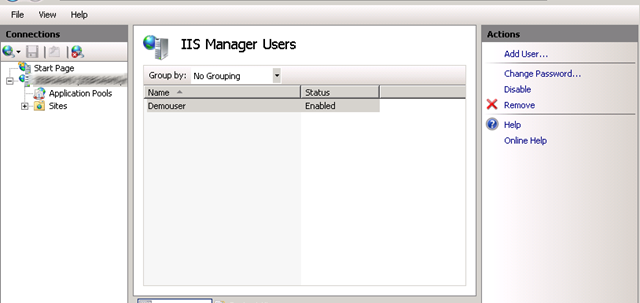 File View Help
Connections
Start Page
Application Pools
Sites
IIS Manager Users
Group by: No Grouping
Name Status
Demouser Enabled
Actions
Add User...
Change Password...
Disable
Remove
Help
Online Help